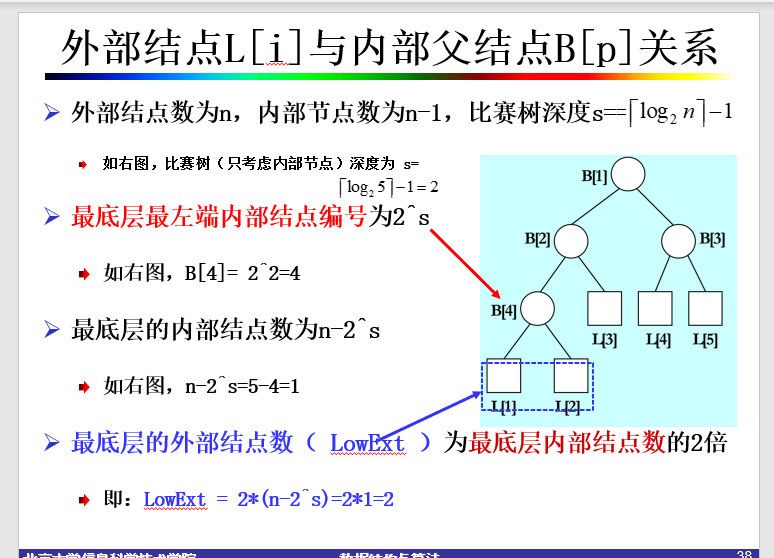 外部结点L[i]与内部父结点B[p]关系
外部结点数为n，内部节点数为n-1，比赛树深度s==⌈log₂ n⌉-1
如右图，比赛树（只考虑内部节点）深度为 s=
⌈log₂ 5⌉-1=2
最底层最左端内部结点编号为2^s
如右图，B[4]= 2^2=4
最底层的内部结点数为n-2^s
如右图，n-2^s=5-4=1
最底层的外部结点数（ LowExt ）为最底层内部结点数的2倍
即：LowExt = 2*(n-2^s)=2*1=2
B[1]
B[2]
B[3]
B[4]
L[3]
L[4]
L[5]
L[1]
L[2]
北京大学信息科学技术学院
数据结构与算法
38